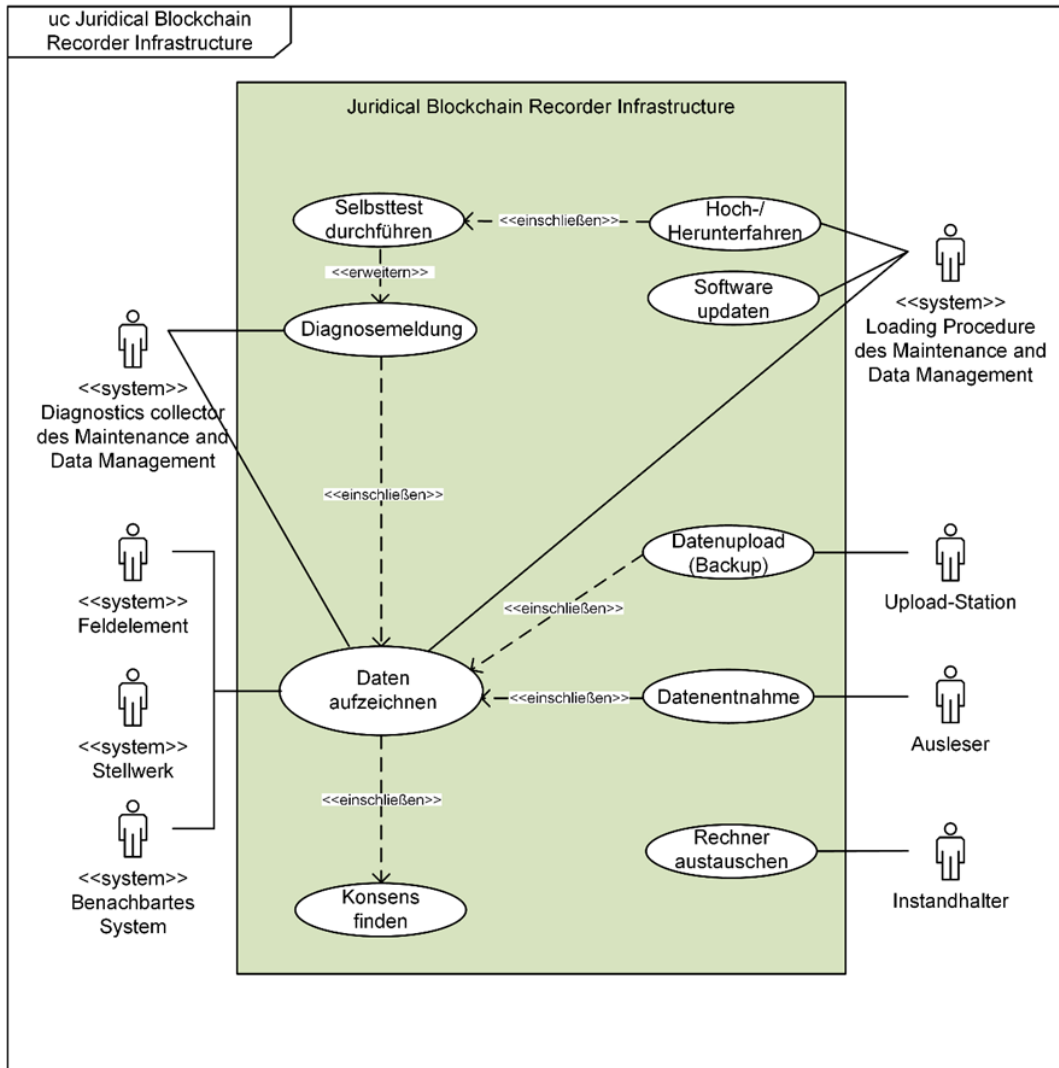 uc Juridical Blockchain
Recorder Infrastructure
Juridical Blockchain Recorder Infrastructure
Selbsttest
durchführen
<<einschließen>>
Hoch-/
Herunterfahren
<<erweitern>>
Software
updaten
<<system>>
Loading Procedure
des Maintenance and
Data Management
Diagnosemeldung
<<system>>
Diagnostics collector
des Maintenance and
Data Management
<<einschließen>>
<<system>>
Feldelement
Datenupload
(Backup)
Upload-Station
<<einschließen>>
Daten
aufzeichnen
<<einschließen>>
Datenentnahme
Ausleser
<<system>>
Stellwerk
<<einschließen>>
Rechner
austauschen
Instandhalter
<<system>>
Benachbartes
System
Konsens
finden